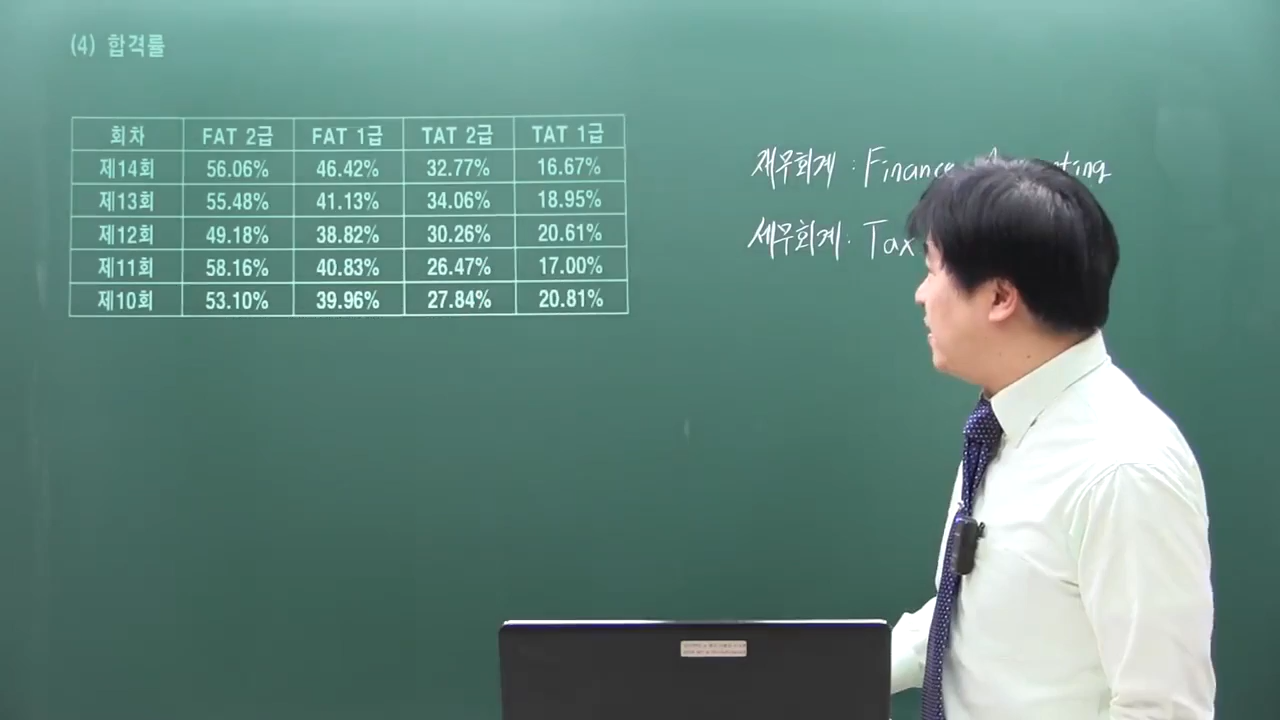 (4) 합격률
회차 FAT 2급 FAT 1급 TAT 2급 TAT 1급
제14회 56.06% 46.42% 32.77% 16.67%
제13회 55.48% 41.13% 34.06% 18.95%
제12회 49.18% 38.82% 30.26% 20.61%
제11회 58.16% 40.83% 26.47% 17.00%
제10회 53.10% 39.96% 27.84% 20.81%
재무회계 : Finance
세무회계 : Tax